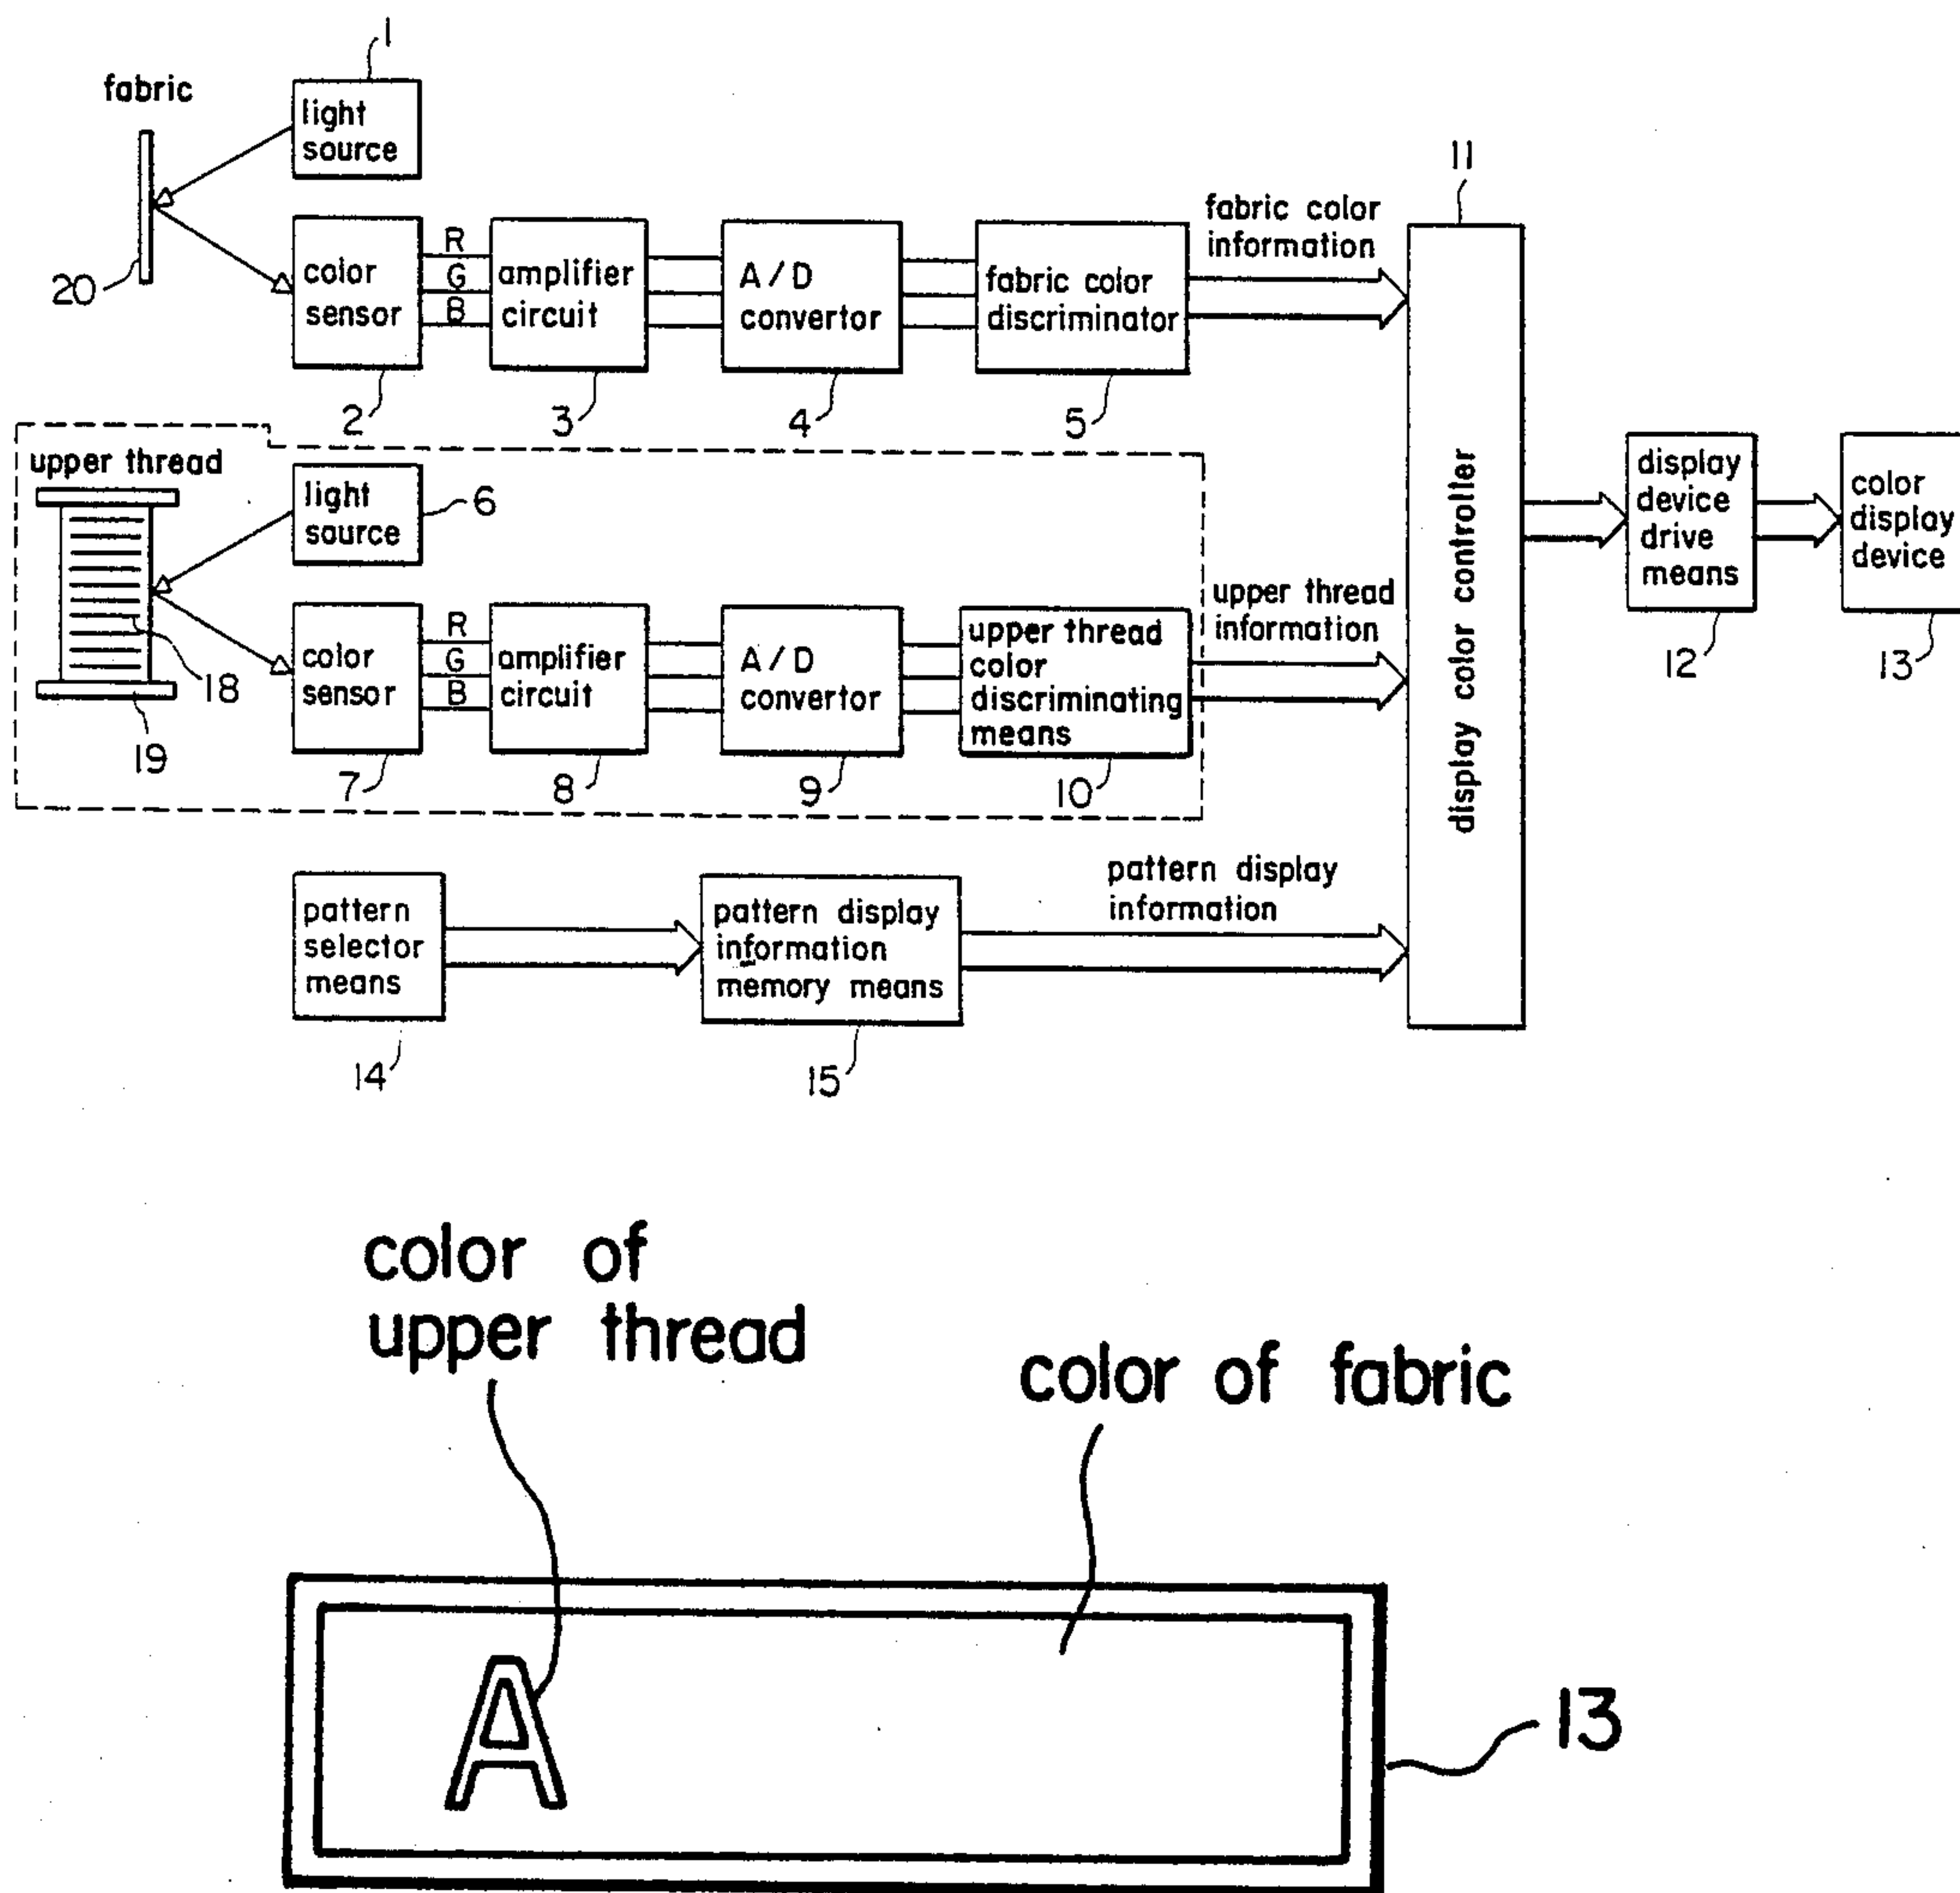 1
fabric
light
source
11
fabric color
information
20
color
sensor
R
G
B
amplifier
circuit
A/D
convertor
fabric color
discriminator
2
3
4
5
upper thread
light
source
6
display color controller
display
device
drive
means
color
display
device
12
13
upper thread
information
18
19
color
sensor
R
G
B
amplifier
circuit
A/D
convertor
upper thread
color
discriminating
means
7
8
9
10
pattern
selector
means
pattern display
information
memory means
pattern display
information
14
15
color of
upper thread
color of fabric
A
13